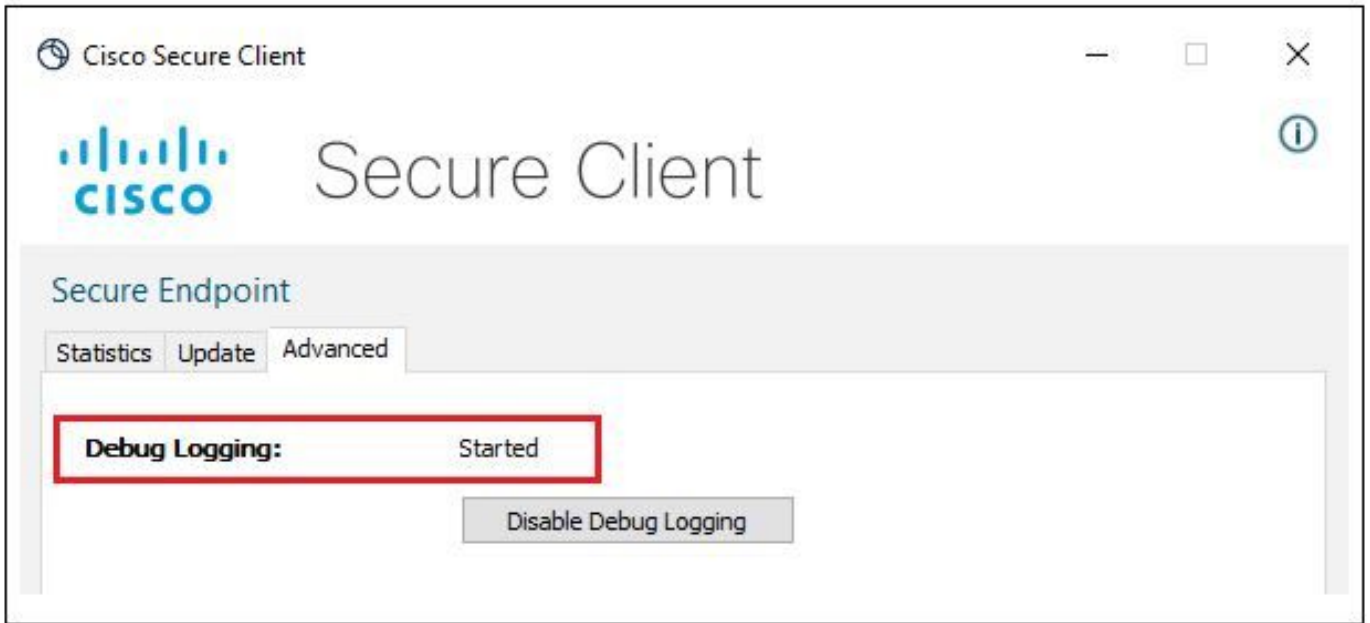 Cisco Secure Client
CISCO
Secure Client
Secure Endpoint
Statistics Update Advanced
Debug Logging: Started
Disable Debug Logging